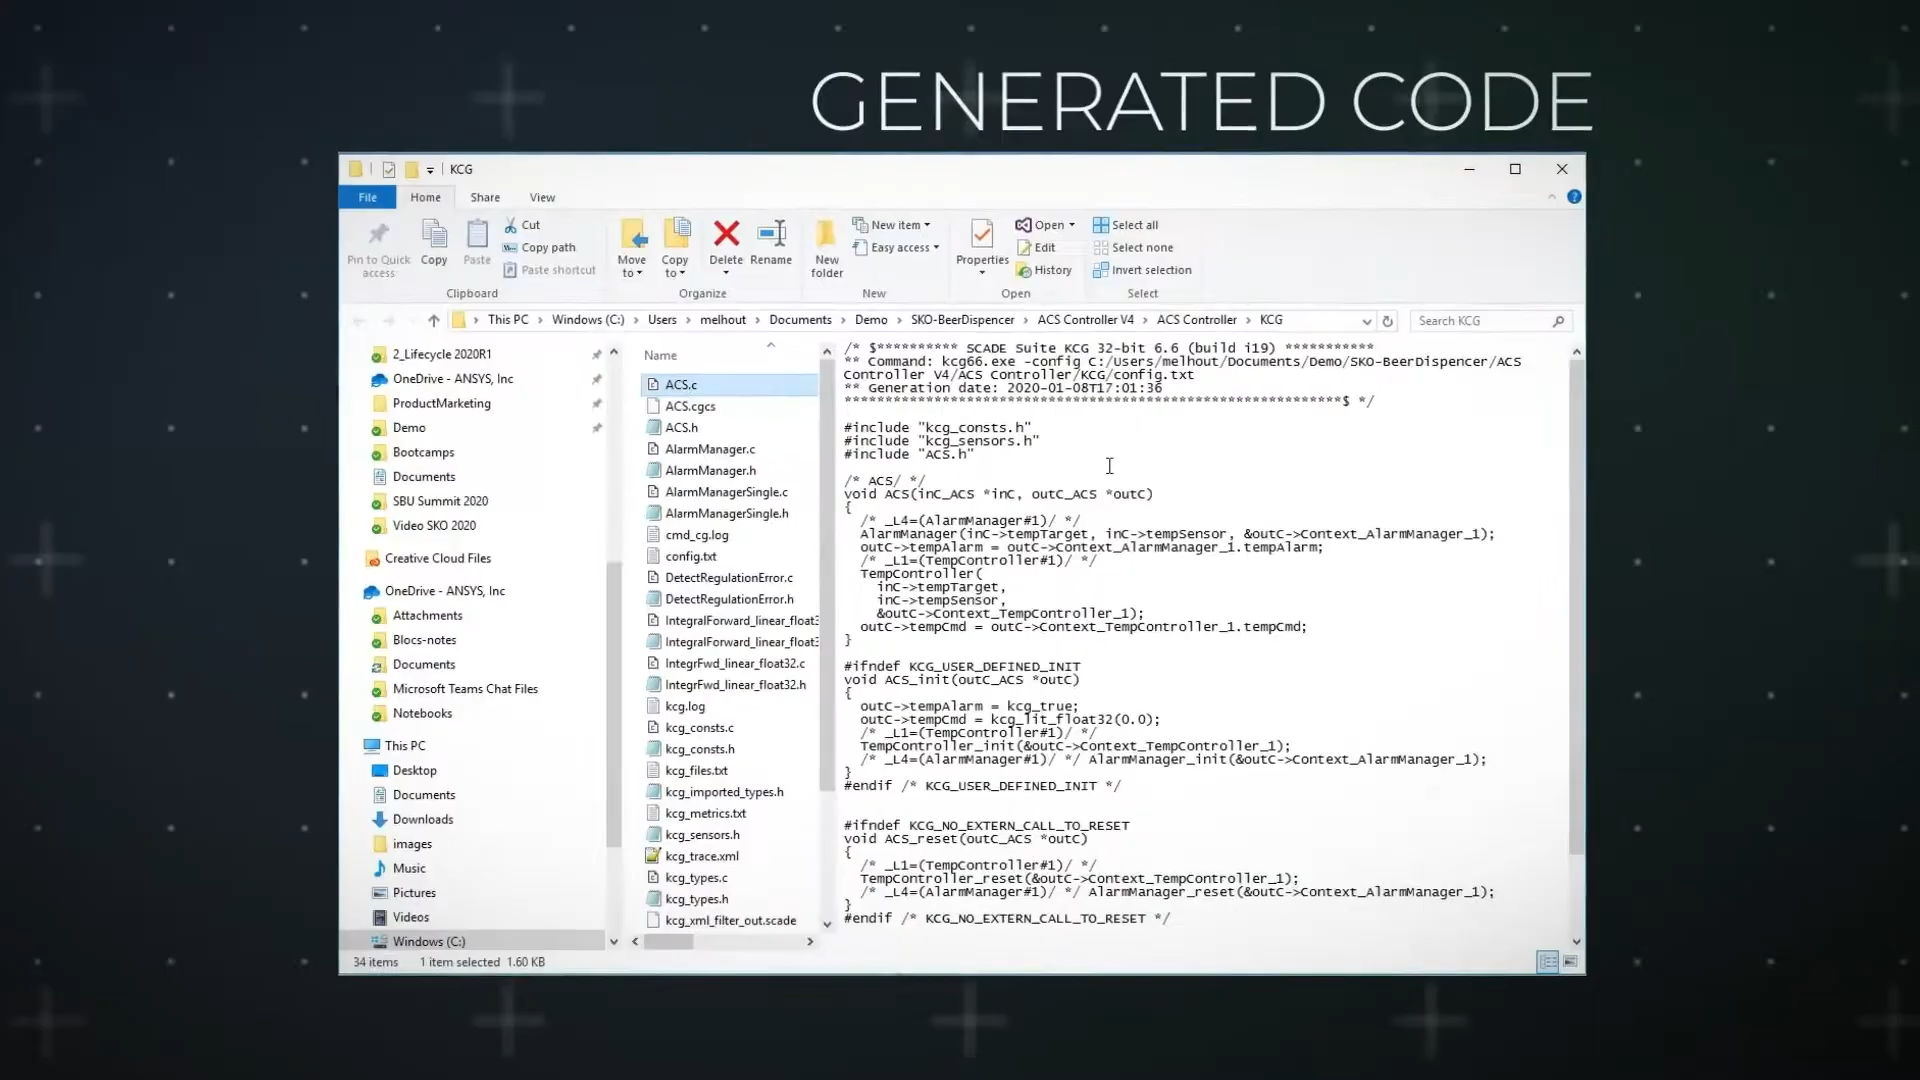 GENERATED CODE
KCG
File Home Share View
Pin to Quick access
Copy
Paste
Cut
Copy path
Paste shortcut
Clipboard
Move to
Copy to
Delete
Rename
Organize
New folder
New item
Easy access
New
Properties
Open
Edit
History
Open
Select all
Select none
Invert selection
Select
This PC > Windows (C:) > Users > melhout > Documents > Demo > SKO-BeerDispencer > ACS Controller V4 > ACS Controller > KCG
Search KCG
2_Lifecycle 2020R1
OneDrive - ANSYS, Inc
ProductMarketing
Demo
Bootcamps
Documents
SBU Summit 2020
Video SKO 2020
Creative Cloud Files
OneDrive - ANSYS, Inc
Attachments
Blocs-notes
Documents
Microsoft Teams Chat Files
Notebooks
This PC
Desktop
Documents
Downloads
images
Music
Pictures
Videos
Windows (C:)
Name
ACS.c
ACS.cgcs
ACS.h
AlarmManager.c
AlarmManager.h
AlarmManagerSingle.c
AlarmManagerSingle.h
cmd_cg.log
config.txt
DetectRegulationError.c
DetectRegulationError.h
IntegralForward_linear_float3
IntegralForward_linear_float3
IntegrFwd_linear_float32.c
IntegrFwd_linear_float32.h
kcg.log
kcg_consts.c
kcg_consts.h
kcg_files.txt
kcg_imported_types.h
kcg_metrics.txt
kcg_sensors.h
kcg_trace.xml
kcg_types.c
kcg_types.h
kcg_xml_filter_out.scade
/* $********** SCADE Suite KCG 32-bit 6.6 (build i19) ***********
** Command: kcg66.exe -config C:/Users/melhout/Documents/Demo/SKO-BeerDispencer/ACS
Controller V4/ACS Controller/KCG/config.txt
** Generation date: 2020-01-08T17:01:36
*************************************************************$ */
#include "kcg_consts.h"
#include "kcg_sensors.h"
#include "ACS.h"
/* ACS/ */
void ACS(inC_ACS *inC, outC_ACS *outC)
{
/* _L4=(AlarmManager#1)/ */
AlarmManager(inC->tempTarget, inC->tempSensor, &outC->Context_AlarmManager_1);
outC->tempAlarm = outC->Context_AlarmManager_1.tempAlarm;
/* _L1=(TempController#1)/ */
TempController(
inC->tempTarget,
inC->tempSensor,
&outC->Context_TempController_1);
outC->tempCmd = outC->Context_TempController_1.tempCmd;
}
#ifndef KCG_USER_DEFINED_INIT
void ACS_init(outC_ACS *outC)
{
outC->tempAlarm = kcg_true;
outC->tempCmd = kcg_lit_float32(0.0);
/* _L1=(TempController#1)/ */
TempController_init(&outC->Context_TempController_1);
/* _L4=(AlarmManager#1)/ */ AlarmManager_init(&outC->Context_AlarmManager_1);
}
#endif /* KCG_USER_DEFINED_INIT */
#ifndef KCG_NO_EXTERN_CALL_TO_RESET
void ACS_reset(outC_ACS *outC)
{
/* _L1=(TempController#1)/ */
TempController_reset(&outC->Context_TempController_1);
/* _L4=(AlarmManager#1)/ */ AlarmManager_reset(&outC->Context_AlarmManager_1);
}
#endif /* KCG_NO_EXTERN_CALL_TO_RESET */
34 items 1 item selected 1.60 KB